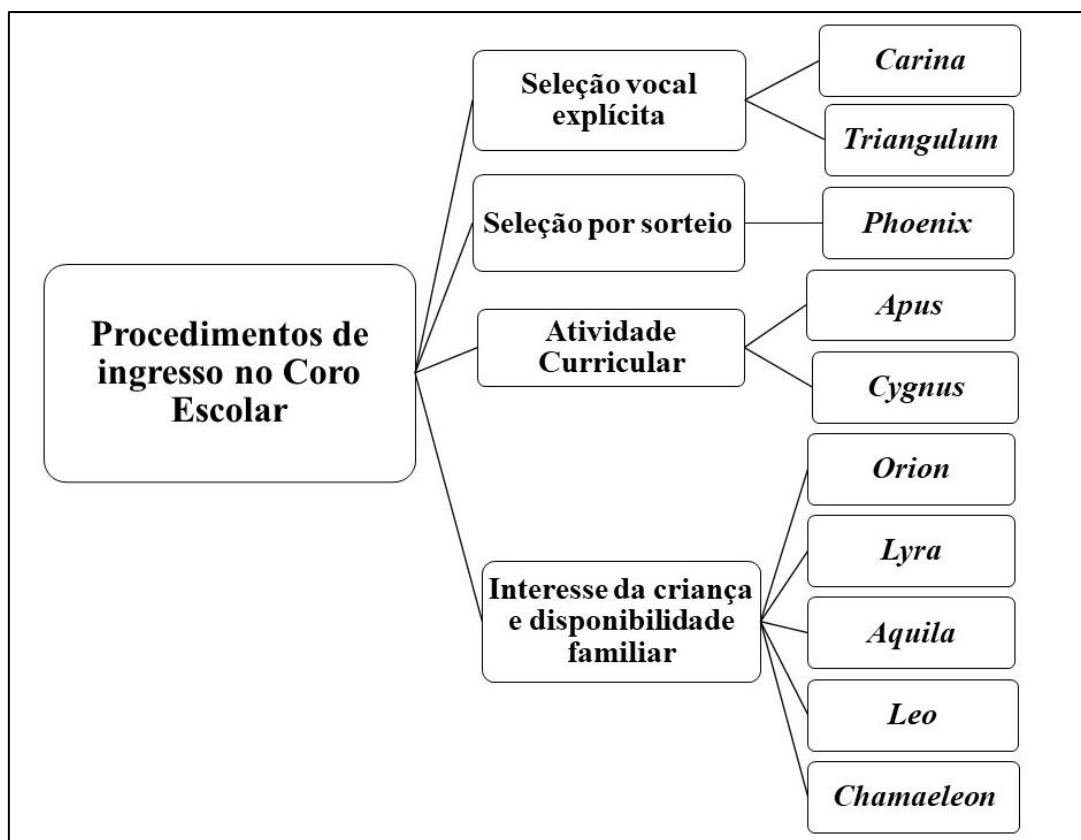 Procedimentos de
ingresso no Coro
Escolar
Seleção vocal
explícita
Carina
Triangulum
Seleção por sorteio
Phoenix
Atividade
Curricular
Apus
Cygnus
Interesse da criança
e disponibilidade
familiar
Orion
Lyra
Aquila
Leo
Chamaeleon